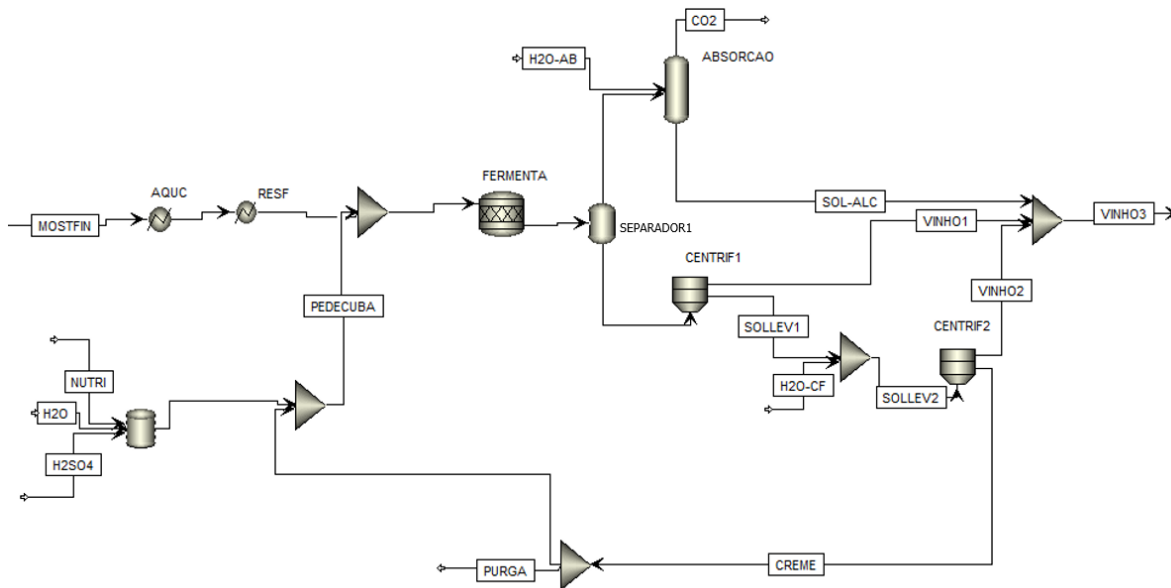 CO2
H2O-AB
ABSORCAO
FERMENTA
AQUC
RESF
MOSTFIN
SEPARADOR1
SOL-ALC
VINHO1
VINHO3
CENTRIF1
VINHO2
PEDECUBA
SOLLEV1
CENTRIF2
NUTRI
H2O-CF
SOLLEV2
H2O
H2SO4
PURGA
CREME